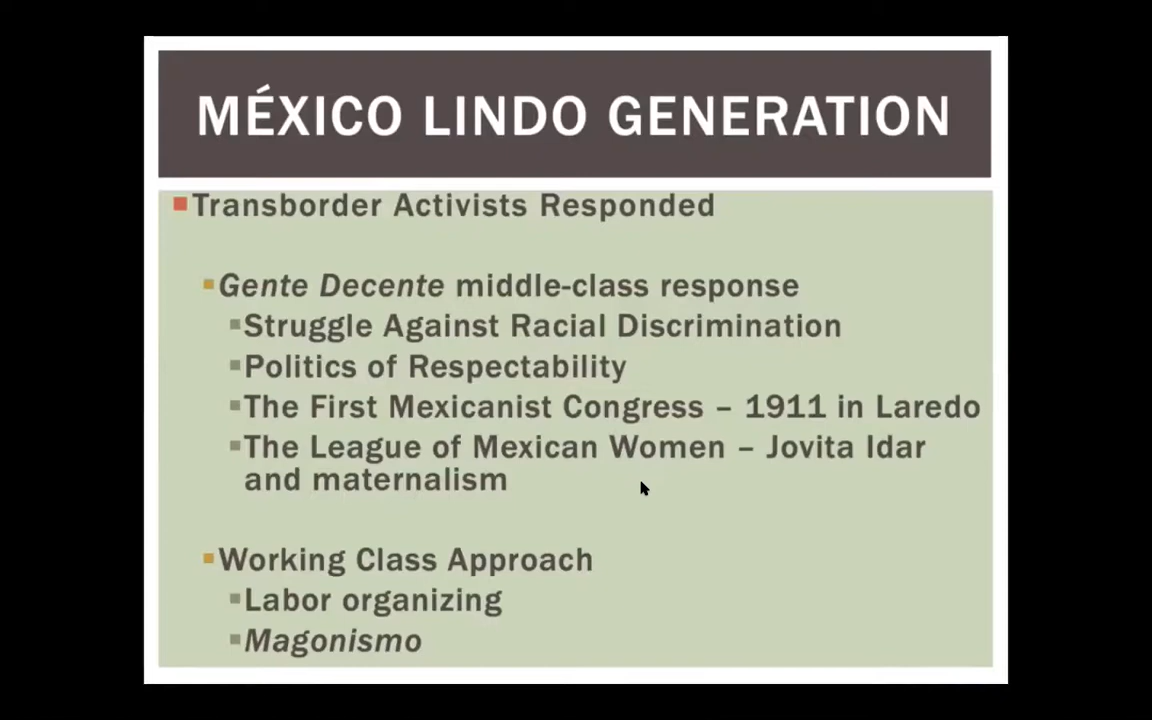 MÉXICO LINDO GENERATION
Transborder Activists Responded
Gente Decente middle-class response
Struggle Against Racial Discrimination
Politics of Respectability
The First Mexicanist Congress – 1911 in Laredo
The League of Mexican Women – Jovita Idar
and maternalism
Working Class Approach
Labor organizing
Magonismo